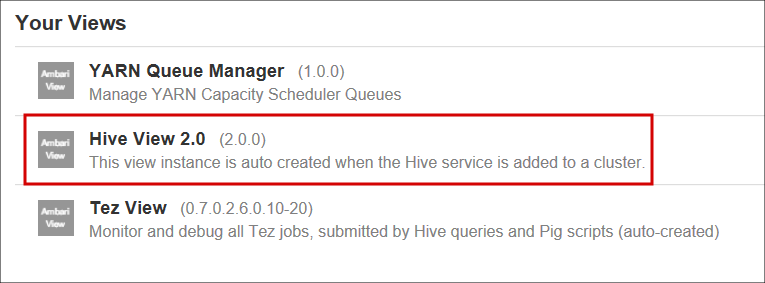 Your Views
Ambari
View
YARN Queue Manager (1.0.0)
Manage YARN Capacity Scheduler Queues
Ambari
View
Hive View 2.0 (2.0.0)
This view instance is auto created when the Hive service is added to a cluster.
Ambari
View
Tez View (0.7.0.2.6.0.10-20)
Monitor and debug all Tez jobs, submitted by Hive queries and Pig scripts (auto-created)